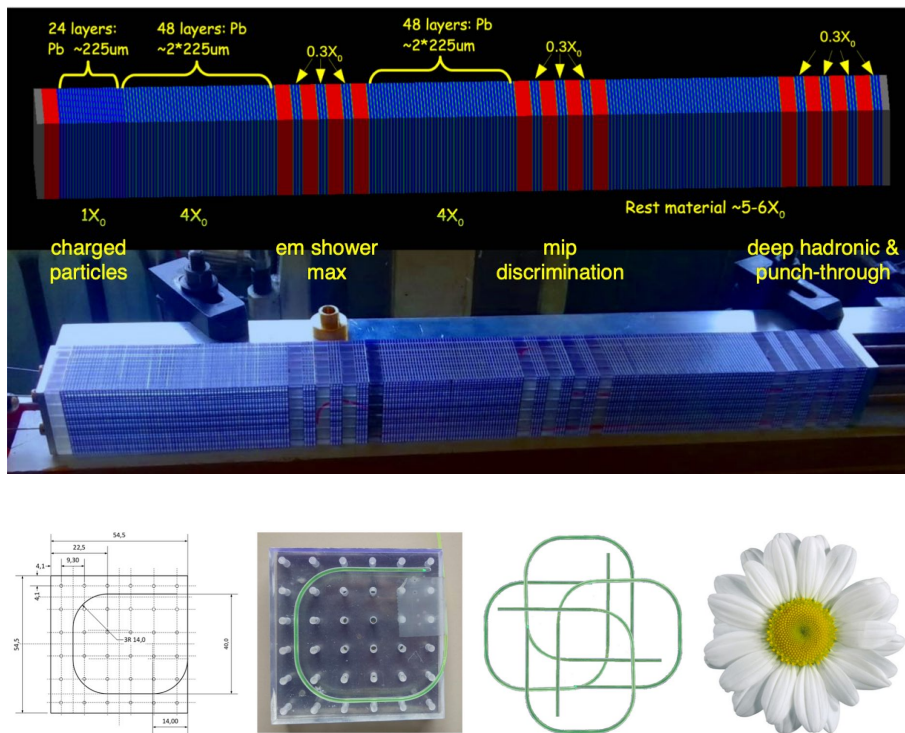 24 layers:
Pb ~225um
48 layers: Pb
~2*225um
0.3X₀
48 layers: Pb
~2*225um
0.3X₀
0.3X₀
1X₀
4X₀
4X₀
Rest material ~5-6X₀
charged
particles
em shower
max
mip
discrimination
deep hadronic &
punch-through
54,5
22,5
4,1
9,30
4,1
54,5
3R 14,0
40,0
14,00